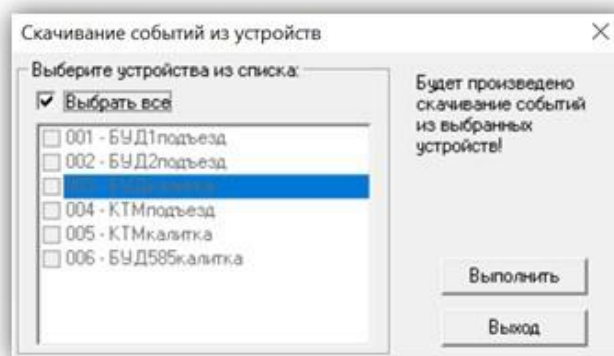 Скачивание событий из устройств
Выберите устройства из списка:
Выбрать все
001 - БУД1подъезд
002 - БУД2подъезд
004 - КТМподъезд
005 - КТМкалитка
006 - БУД585калитка
Будет произведено
скачивание событий
из выбранных
устройств!
Выполнить
Выход